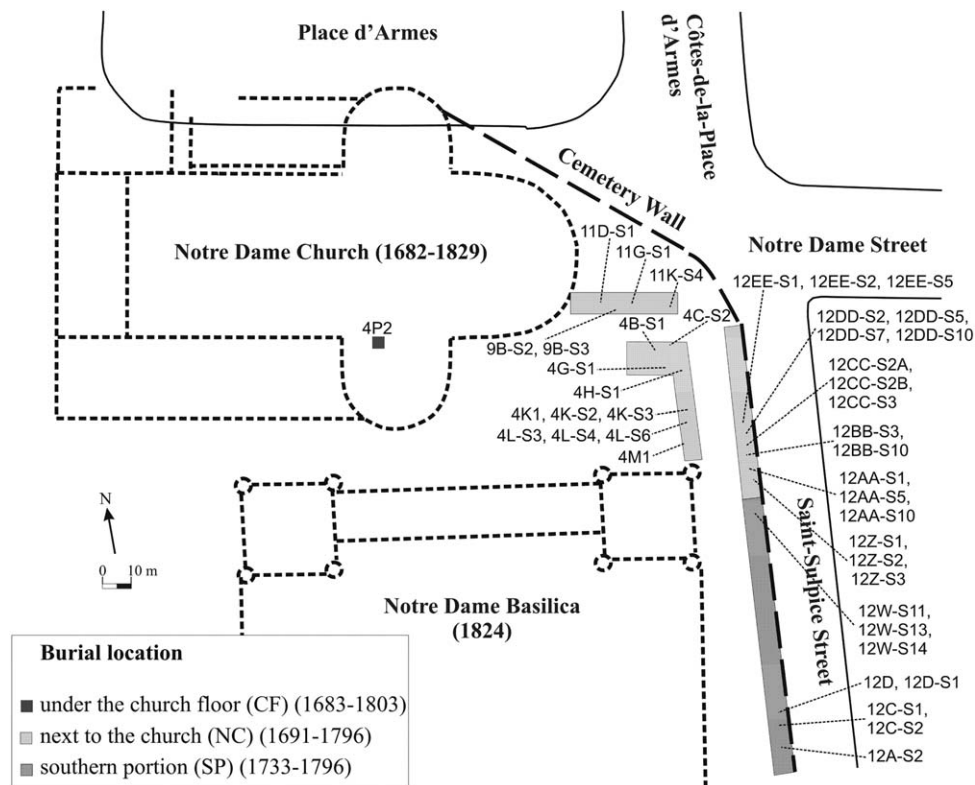 Place d’Armes
Côtes-de-la-Place
d’Armes
Cemetery Wall
Notre Dame Church (1682-1829)
Notre Dame Street
11D-S1
11G-S1
11K-S4
12EE-S1, 12EE-S2, 12EE-S5
4P2
9B-S2, 9B-S3
4B-S1
4C-S2
4G-S1
4H-S1
4K1, 4K-S2, 4K-S3
4L-S3, 4L-S4, 4L-S6
4M1
12DD-S2, 12DD-S5,
12DD-S7, 12DD-S10
12CC-S2A,
12CC-S2B,
12CC-S3
12BB-S3,
12BB-S10
12AA-S1,
12AA-S5,
12AA-S10
12Z-S1,
12Z-S2,
12Z-S3
12W-S11,
12W-S13,
12W-S14
12D, 12D-S1
12C-S1,
12C-S2
12A-S2
Saint-Sulpice Street
N
0 10 m
Notre Dame Basilica
(1824)
Burial location
under the church floor (CF) (1683-1803)
next to the church (NC) (1691-1796)
southern portion (SP) (1733-1796)